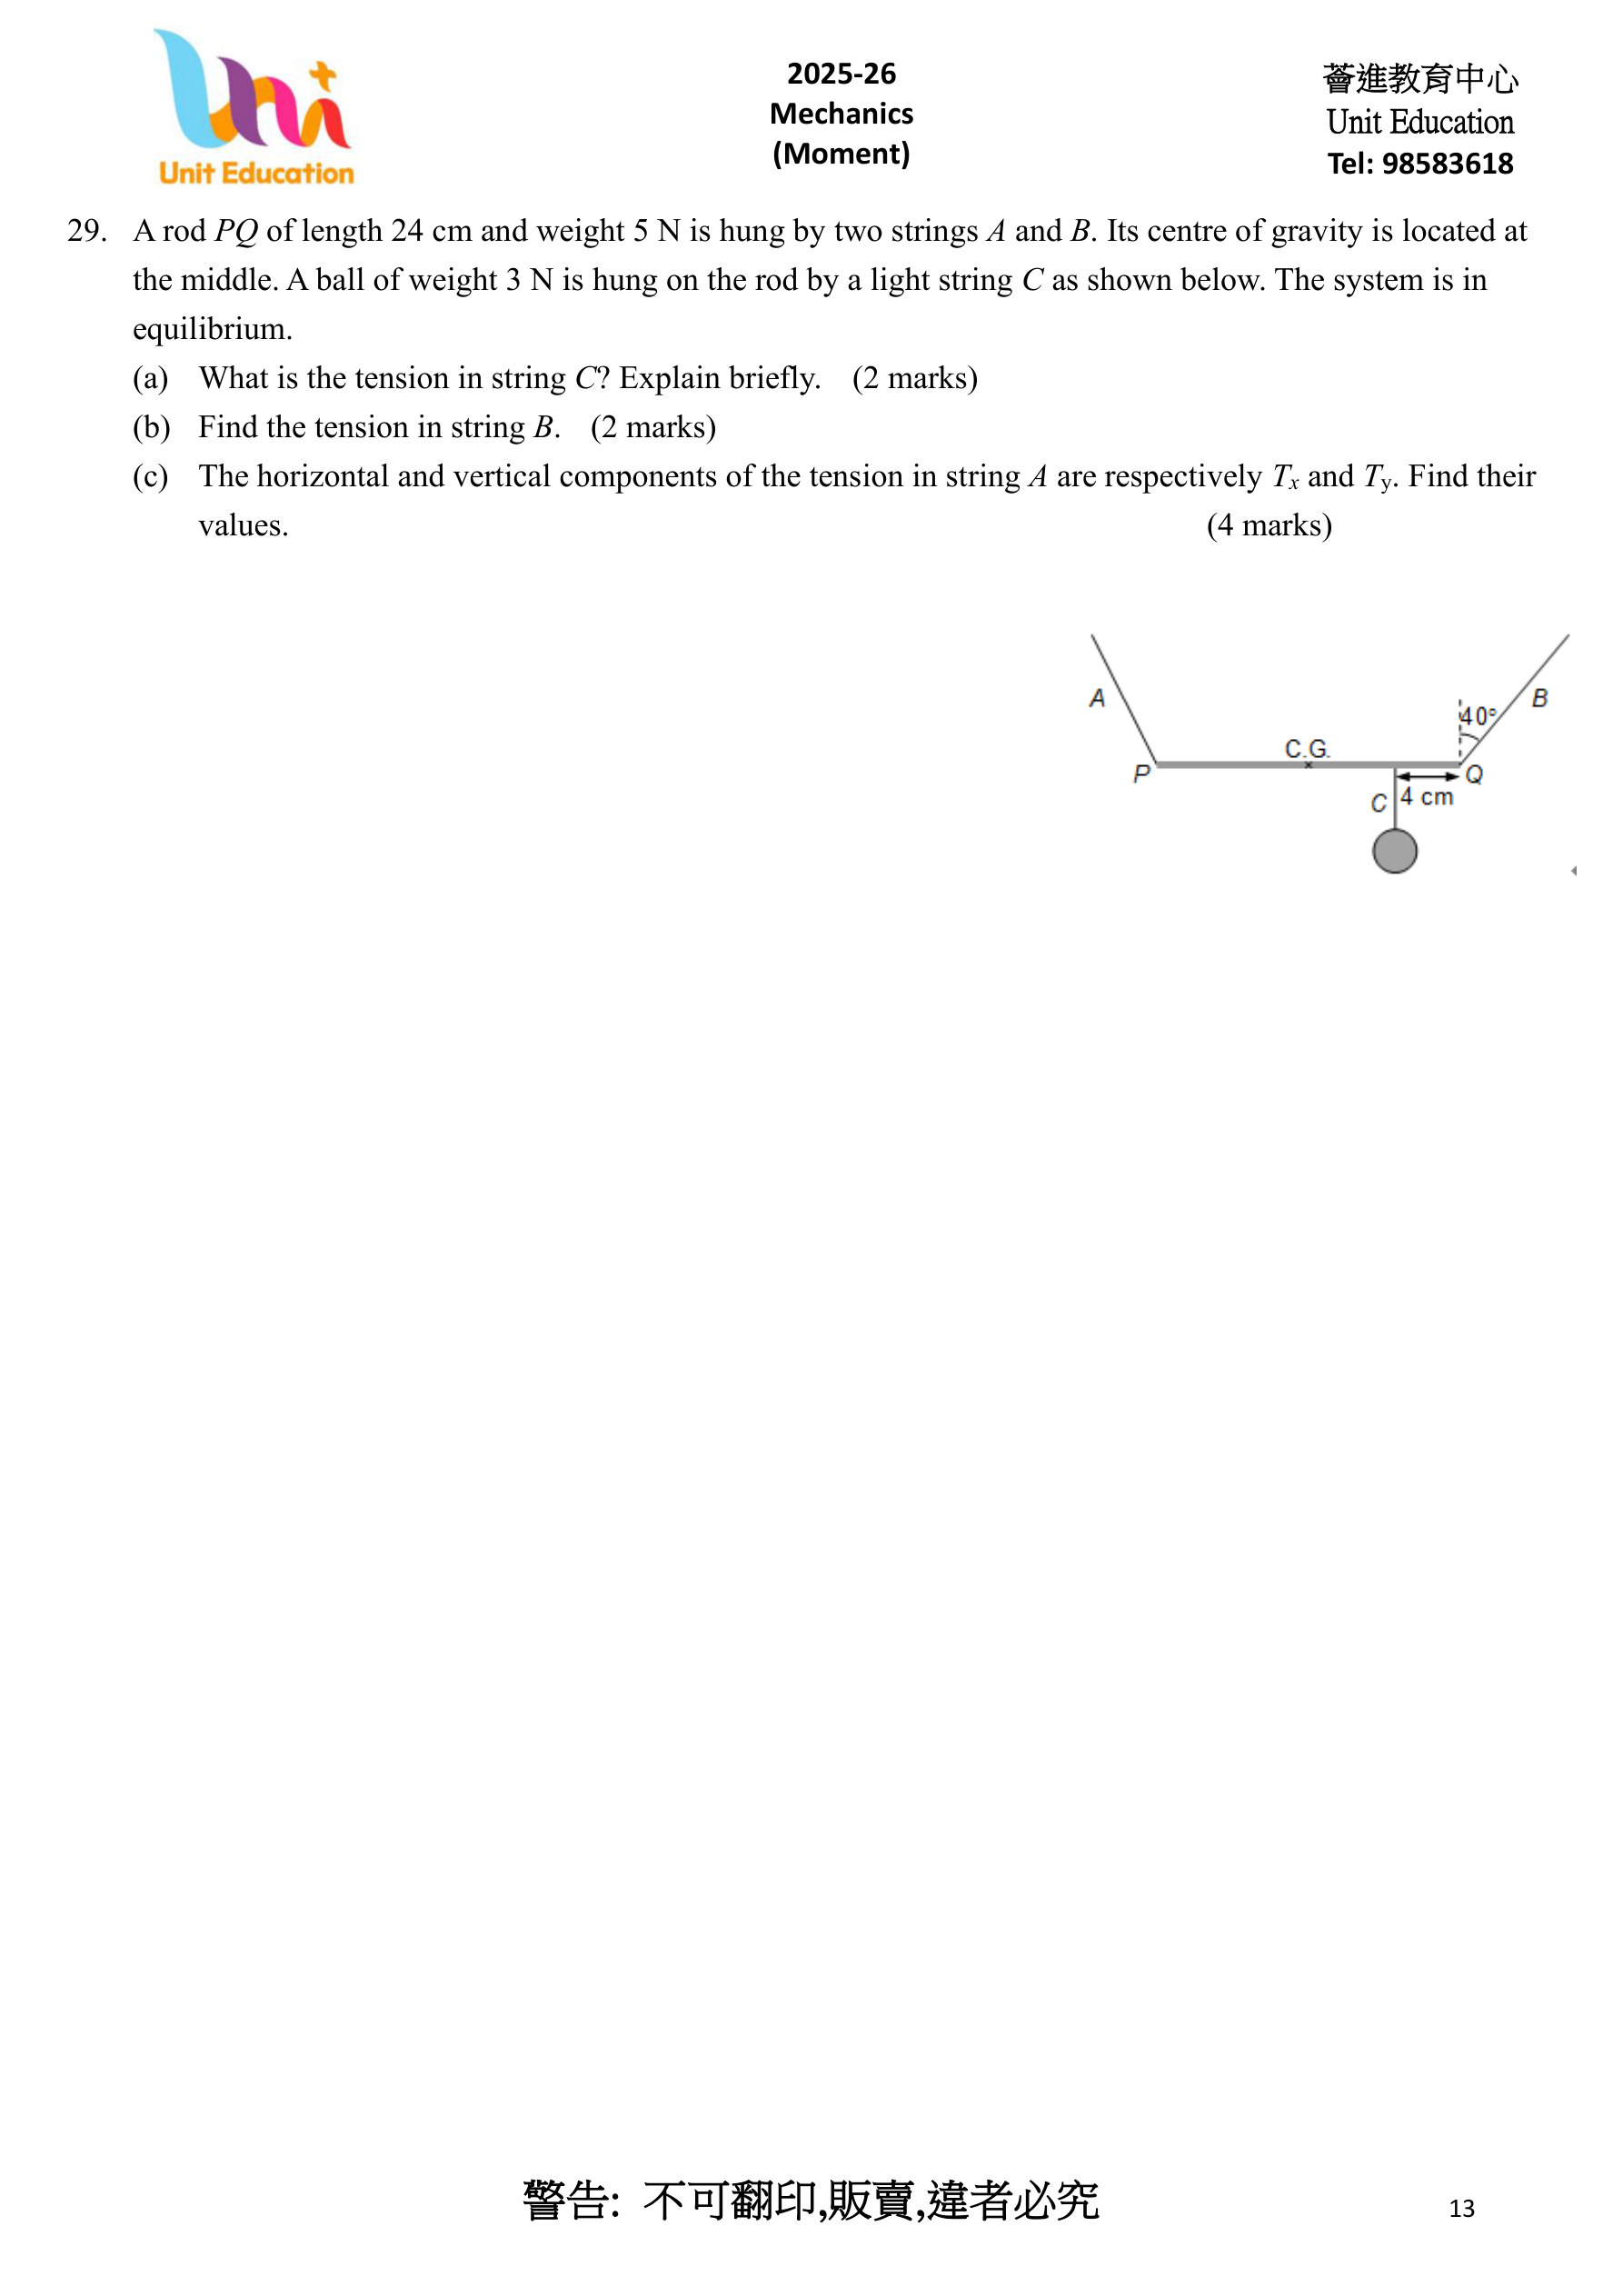 Unit Education
2025-26
Mechanics
(Moment)
薈進教育中心
Unit Education
Tel: 98583618
29. A rod PQ of length 24 cm and weight 5 N is hung by two strings A and B. Its centre of gravity is located at
the middle. A ball of weight 3 N is hung on the rod by a light string C as shown below. The system is in
equilibrium.
(a) What is the tension in string C? Explain briefly. (2 marks)
(b) Find the tension in string B. (2 marks)
(c) The horizontal and vertical components of the tension in string A are respectively Tx and Ty. Find their
values. (4 marks)
A
B
40°
C.G.
P
Q
C
4 cm
警告: 不可翻印,販賣,違者必究
13